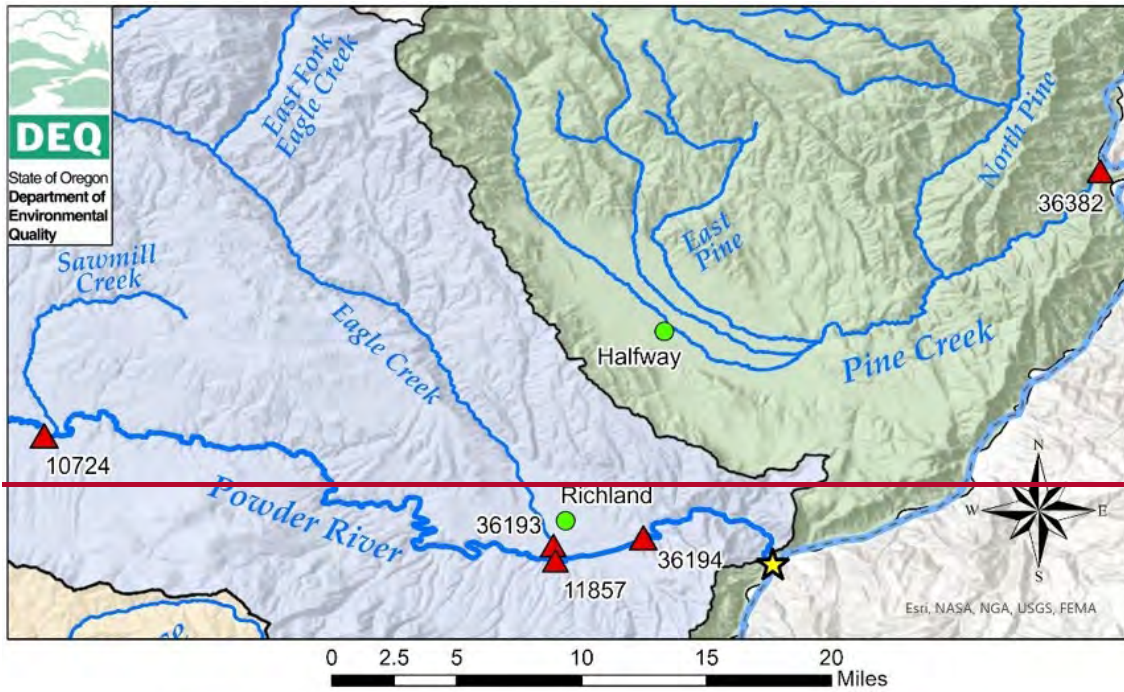 DEQ
State of Oregon
Department of
Environmental
Quality
East Fork
Eagle Creek
North Pine
36382
Sawmill
Creek
East
Pine
Eagle Creek
Halfway
Pine Creek
10724
Powder River
Richland
36193
36194
11857
N
W
E
S
Esri, NASA, NGA, USGS, FEMA
0 2.5 5 10 15 20
Miles